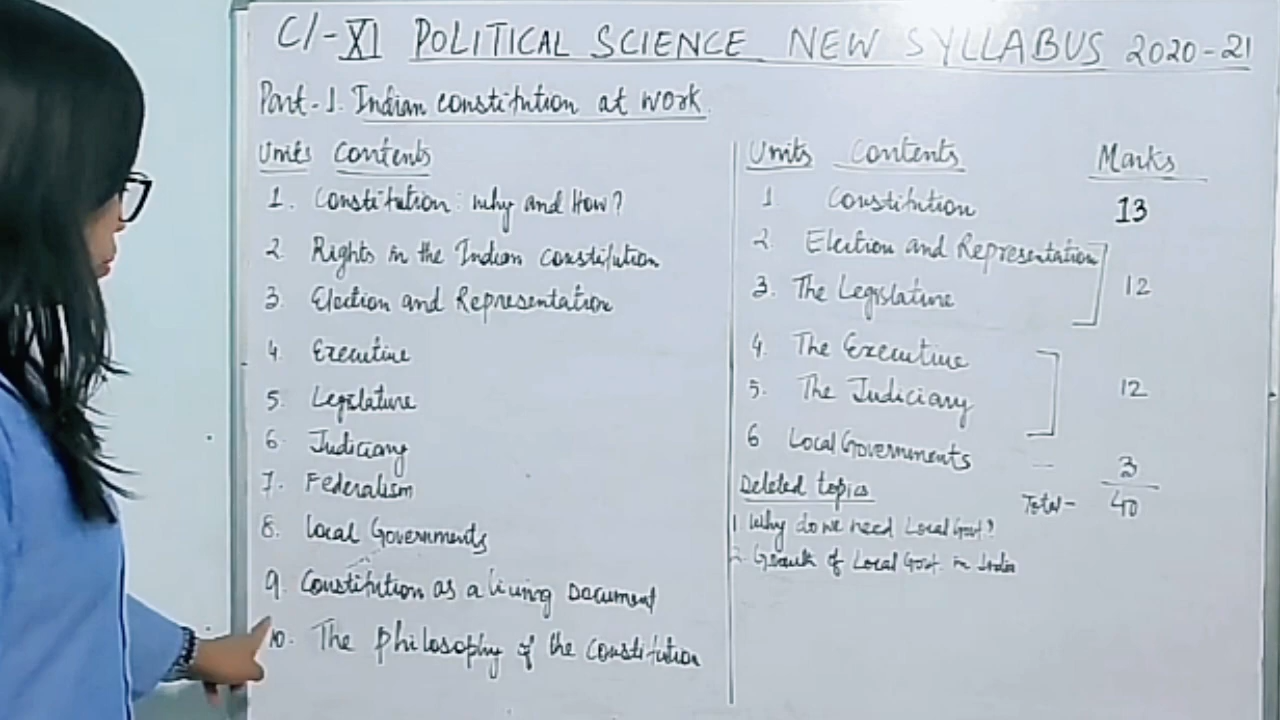 Cl-XI POLITICAL SCIENCE NEW SYLLABUS 2020-21
Part-1. Indian constitution at work.
Units Contents
1. Constitution: why and How?
2. Rights in the Indian constitution
3. Election and Representation
4. Executive
5. Legislature
6. Judiciary
7. Federalism
8. Local Governments
9. Constitution as a living Document
10. The philosophy of the constitution
Units Contents Marks
1 Constitution 13
2. Election and Representation
3. The Legislature 12
4. The Executive
5. The Judiciary 12
6 Local Governments - 3
Total- 40
Deleted topics
1 Why do we need Local Govt?
2. Growth of Local Govt. in India